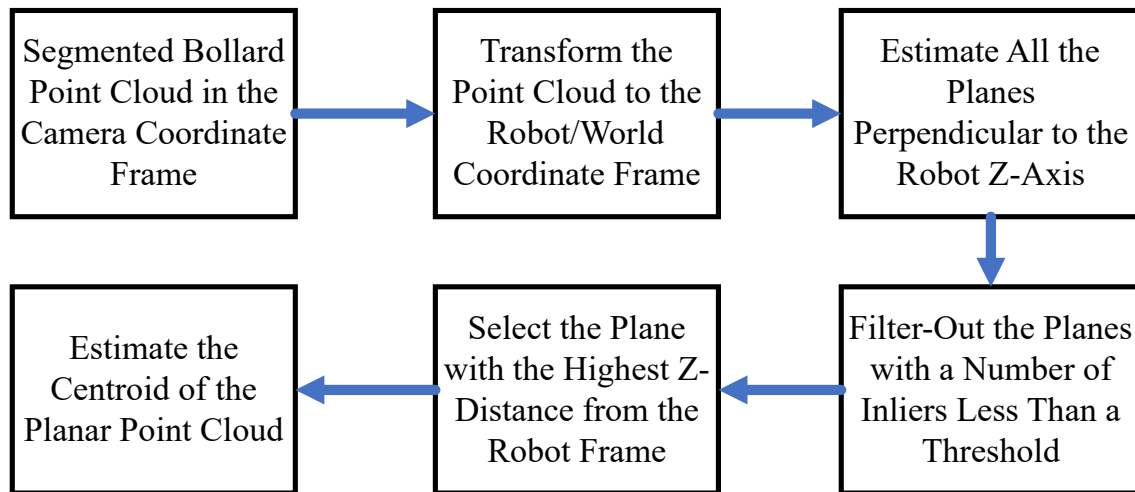 Segmented Bollard
Point Cloud in the
Camera Coordinate
Frame
Transform the
Point Cloud to the
Robot/World
Coordinate Frame
Estimate All the
Planes
Perpendicular to the
Robot Z-Axis
Filter-Out the Planes
with a Number of
Inliers Less Than a
Threshold
Select the Plane
with the Highest Z-
Distance from the
Robot Frame
Estimate the
Centroid of the
Planar Point Cloud